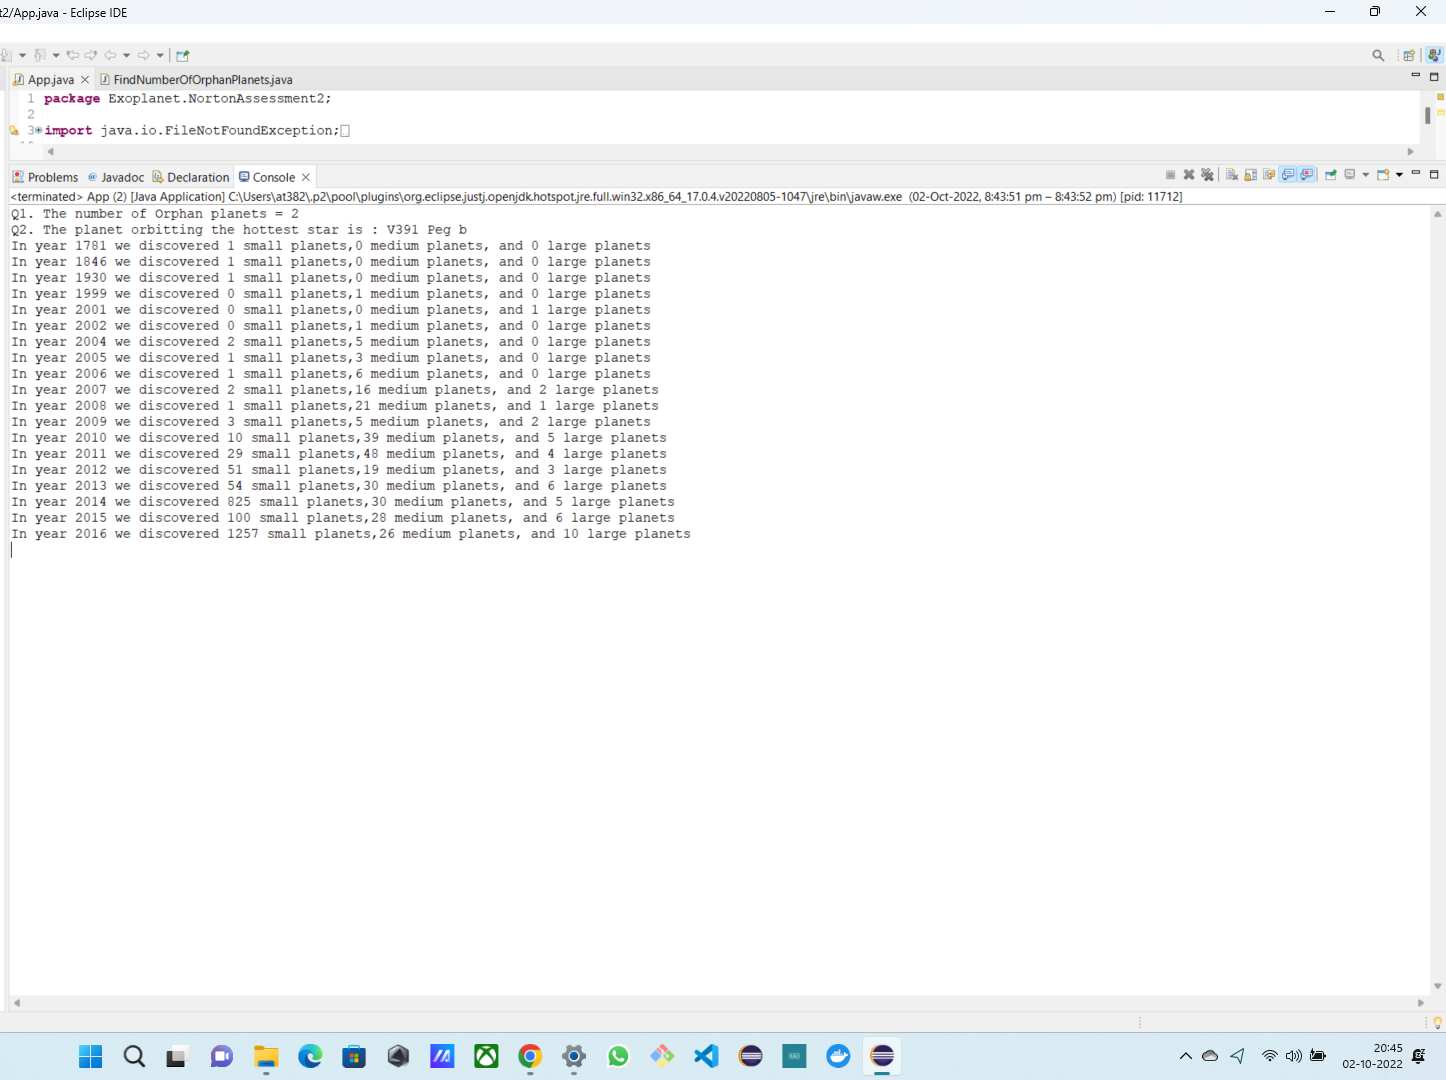 t2/App.java - Eclipse IDE
App.java FindNumberOfOrphanPlanets.java
1 package Exoplanet.NortonAssessment2;
2
3 import java.io.FileNotFoundException;
Problems Javadoc Declaration Console
<terminated> App (2) [Java Application] C:\Users\at382\.p2\pool\plugins\org.eclipse.justj.openjdk.hotspot.jre.full.win32.x86_64_17.0.4.v20220805-1047\jre\bin\javaw.exe (02-Oct-2022, 8:43:51 pm – 8:43:52 pm) [pid: 11712]
Q1. The number of Orphan planets = 2
Q2. The planet orbitting the hottest star is : V391 Peg b
In year 1781 we discovered 1 small planets,0 medium planets, and 0 large planets
In year 1846 we discovered 1 small planets,0 medium planets, and 0 large planets
In year 1930 we discovered 1 small planets,0 medium planets, and 0 large planets
In year 1999 we discovered 0 small planets,1 medium planets, and 0 large planets
In year 2001 we discovered 0 small planets,0 medium planets, and 1 large planets
In year 2002 we discovered 0 small planets,1 medium planets, and 0 large planets
In year 2004 we discovered 2 small planets,5 medium planets, and 0 large planets
In year 2005 we discovered 1 small planets,3 medium planets, and 0 large planets
In year 2006 we discovered 1 small planets,6 medium planets, and 0 large planets
In year 2007 we discovered 2 small planets,16 medium planets, and 2 large planets
In year 2008 we discovered 1 small planets,21 medium planets, and 1 large planets
In year 2009 we discovered 3 small planets,5 medium planets, and 2 large planets
In year 2010 we discovered 10 small planets,39 medium planets, and 5 large planets
In year 2011 we discovered 29 small planets,48 medium planets, and 4 large planets
In year 2012 we discovered 51 small planets,19 medium planets, and 3 large planets
In year 2013 we discovered 54 small planets,30 medium planets, and 6 large planets
In year 2014 we discovered 825 small planets,30 medium planets, and 5 large planets
In year 2015 we discovered 100 small planets,28 medium planets, and 6 large planets
In year 2016 we discovered 1257 small planets,26 medium planets, and 10 large planets
20:45
02-10-2022